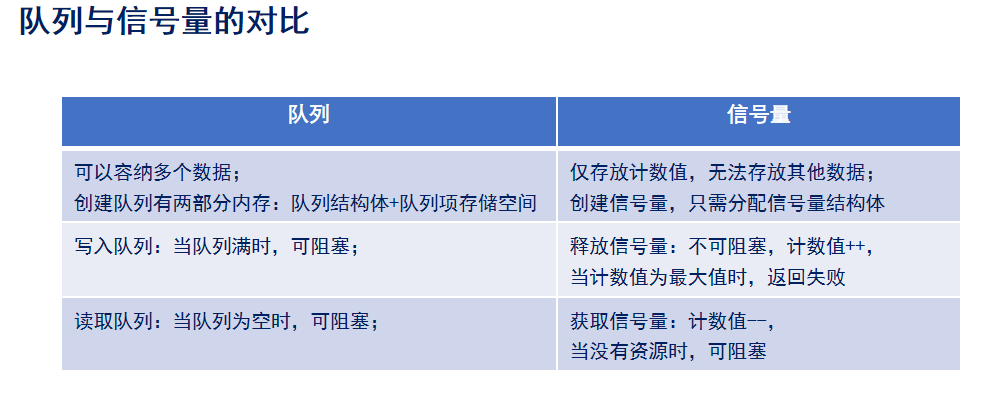 队列与信号量的对比
队列
信号量
可以容纳多个数据;
创建队列有两部分内存: 队列结构体+队列项存储空间
仅存放计数值, 无法存放其他数据;
创建信号量, 只需分配信号量结构体
写入队列: 当队列满时, 可阻塞;
释放信号量: 不可阻塞, 计数值++,
当计数值为最大值时, 返回失败
读取队列: 当队列为空时, 可阻塞;
获取信号量: 计数值--,
当没有资源时, 可阻塞